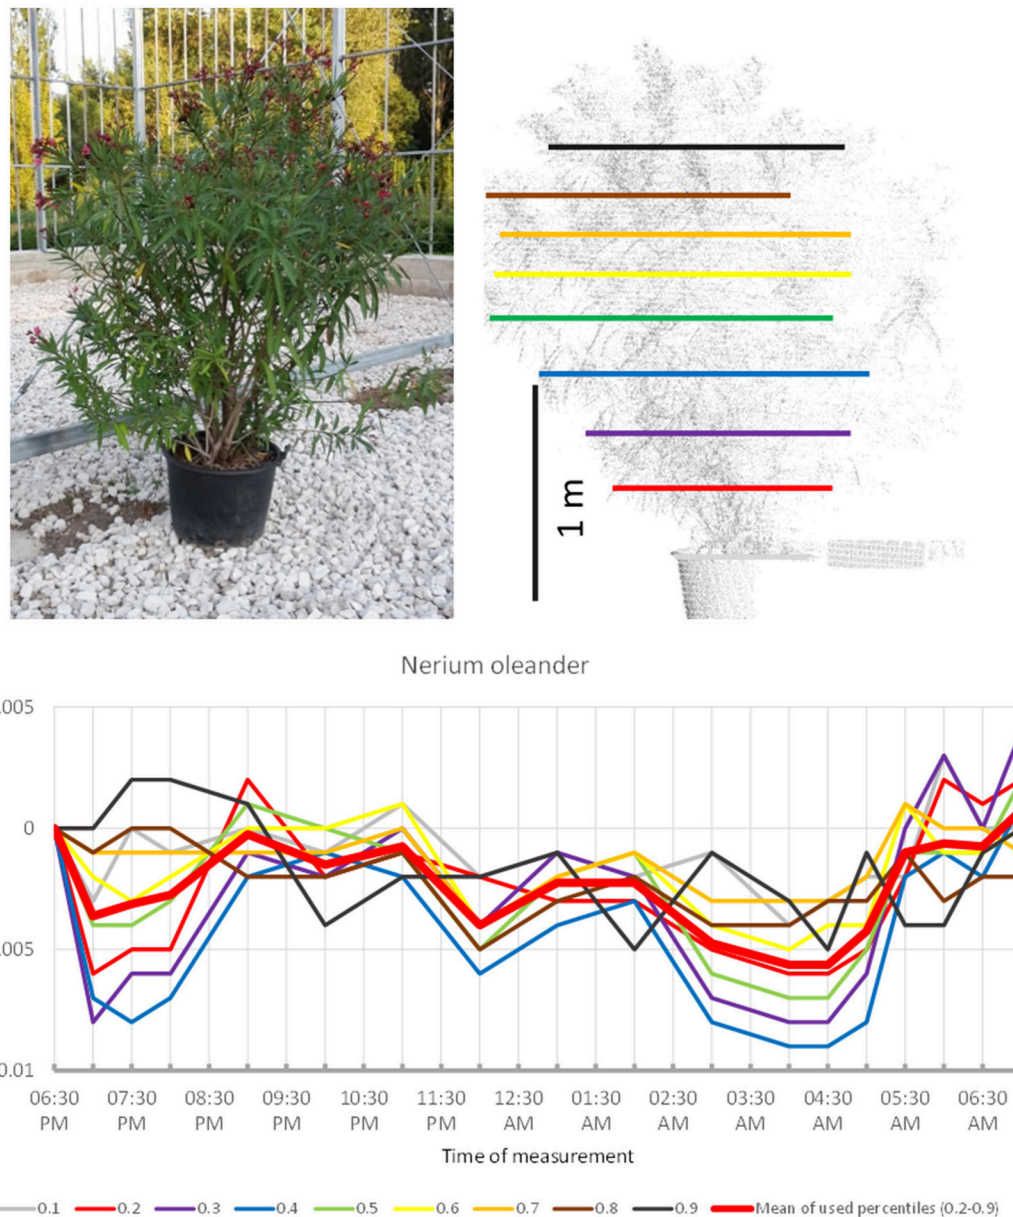 1 m
Nerium oleander
.005
0
.005
0.01
06:30 07:30 08:30 09:30 10:30 11:30 12:30 01:30 02:30 03:30 04:30 05:30 06:30
PM PM PM PM PM PM AM AM AM AM AM AM AM
Time of measurement
0.1 0.2 0.3 0.4 0.5 0.6 0.7 0.8 0.9 Mean of used percentiles (0.2-0.9)